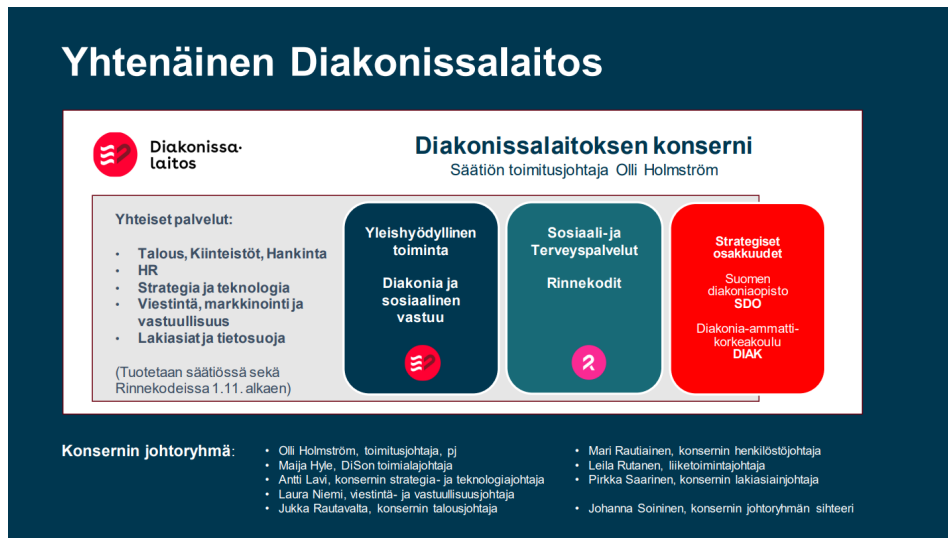 Yhtenäinen Diakonissalaitos
Diakonissa-
laitos
Diakonissalaitoksen konserni
Säätiön toimitusjohtaja Olli Holmström
Yhteiset palvelut:
• Talous, Kiinteistöt, Hankinta
• HR
• Strategia ja teknologia
• Viestintä, markkinointi ja
vastuullisuus
• Lakiasiat ja tietosuoja
(Tuotetaan säätiössä sekä
Rinnekodeissa 1.11. alkaen)
Yleishyödyllinen
toiminta
Diakonia ja
sosiaalinen
vastuu
Sosiaali- ja
Terveyspalvelut
Rinnekodit
Strategiset
osakkuudet
Suomen
diakoniaopisto
SDO
Diakonia-ammatti-
korkeakoulu
DIAK
Konsernin johtoryhmä:
• Olli Holmström, toimitusjohtaja, pj
• Maija Hyle, DiSon toimialajohtaja
• Antti Lavi, konsernin strategia- ja teknologiajohtaja
• Laura Niemi, viestintä- ja vastuullisuusjohtaja
• Jukka Rautavalta, konsernin talousjohtaja
• Mari Rautiainen, konsernin henkilöstöjohtaja
• Leila Rutanen, liiketoimintajohtaja
• Pirkka Saarinen, konsernin lakiasiainjohtaja
• Johanna Soininen, konsernin johtoryhmän sihteeri